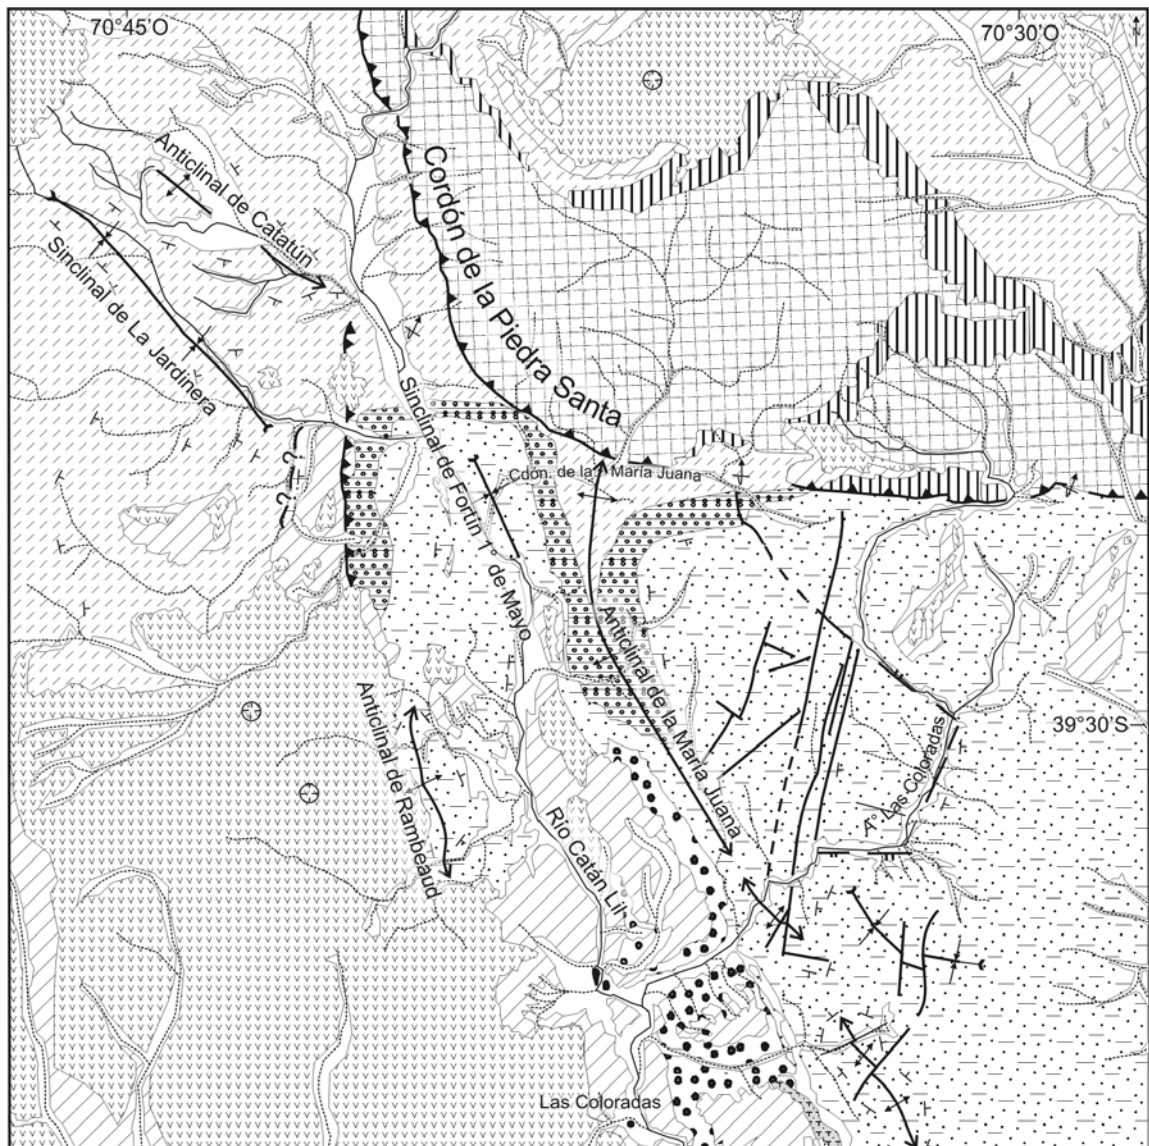 70°45'O
70°30'O
N
Anticlinal de Catatún
Cordón de la Piedra Santa
Sinclinal de La Jardinera
Sinclinal de Fortín 1° de Mayo
Cdón. de la María Juana
?
?
Anticlinal de la María Juana
Anticlinal de Rambeaud
39°30'S
A° Las Coloradas
Río Catán Lil
Las Coloradas